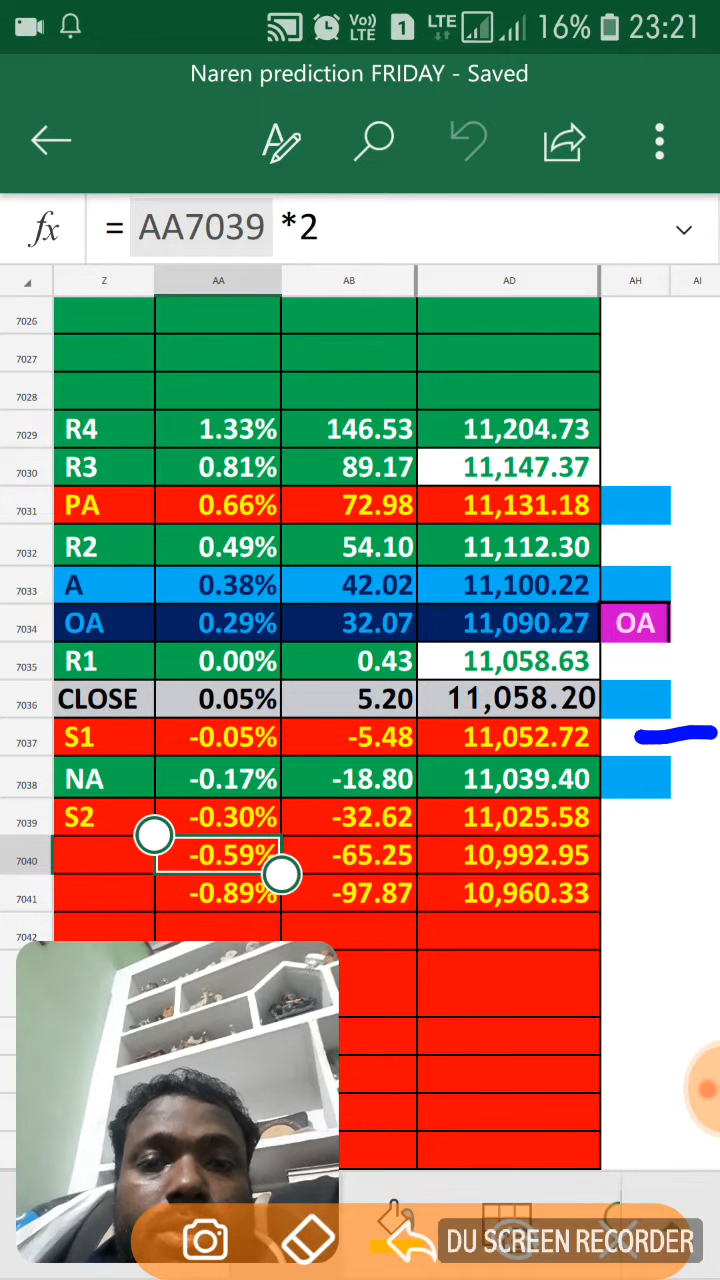 Vo))
LTE
1
LTE
16%
23:21
Naren prediction FRIDAY - Saved
fx
= AA7039 *2
Z AA AB AD AH AI
7026
7027
7028
7029 R4 1.33% 146.53 11,204.73
7030 R3 0.81% 89.17 11,147.37
7031 PA 0.66% 72.98 11,131.18
7032 R2 0.49% 54.10 11,112.30
7033 A 0.38% 42.02 11,100.22
7034 OA 0.29% 32.07 11,090.27 OA
7035 R1 0.00% 0.43 11,058.63
7036 CLOSE 0.05% 5.20 11,058.20
7037 S1 -0.05% -5.48 11,052.72
7038 NA -0.17% -18.80 11,039.40
7039 S2 -0.30% -32.62 11,025.58
7040 -0.59% -65.25 10,992.95
7041 -0.89% -97.87 10,960.33
7042
DU SCREEN RECORDER